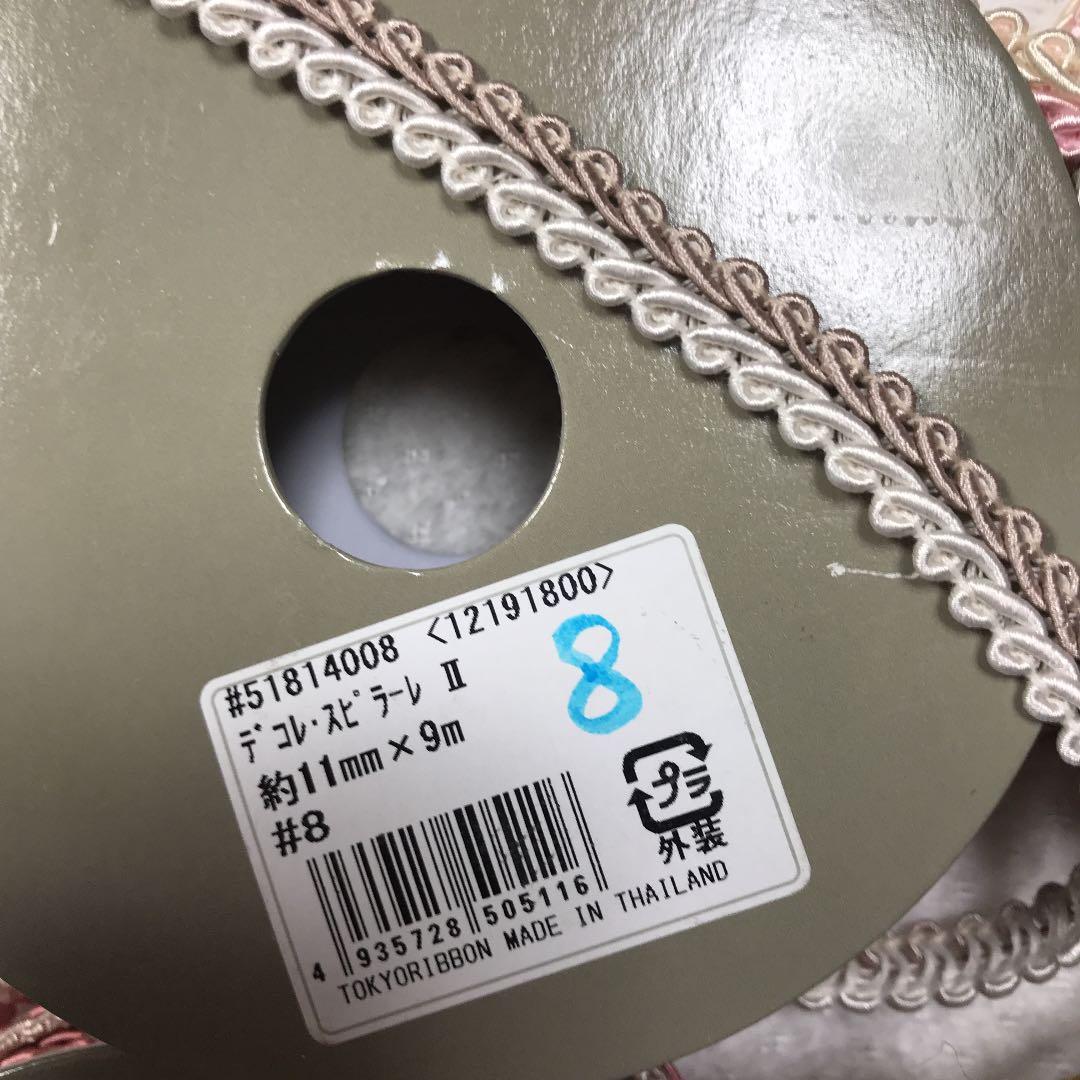 #51814008 <12191800>
ﾃﾞｺﾚ･ｽﾋﾟﾗｰﾚ Ⅱ
約11mm×9m
#8
8
プラ
外装
4 935728 505116
TOKYORIBBON MADE IN THAILAND